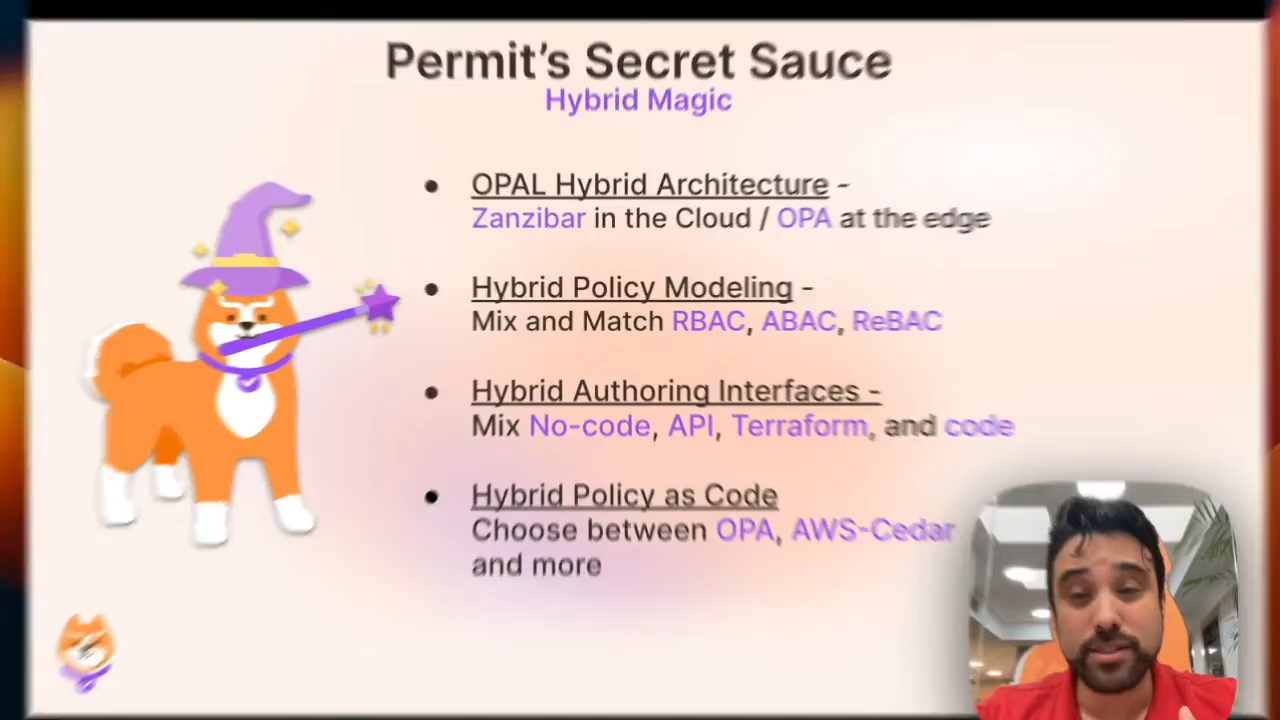 Permit's Secret Sauce
Hybrid Magic
• OPAL Hybrid Architecture -
Zanzibar in the Cloud / OPA at the edge
• Hybrid Policy Modeling -
Mix and Match RBAC, ABAC, ReBAC
• Hybrid Authoring Interfaces -
Mix No-code, API, Terraform, and code
• Hybrid Policy as Code
Choose between OPA, AWS-Cedar
and more